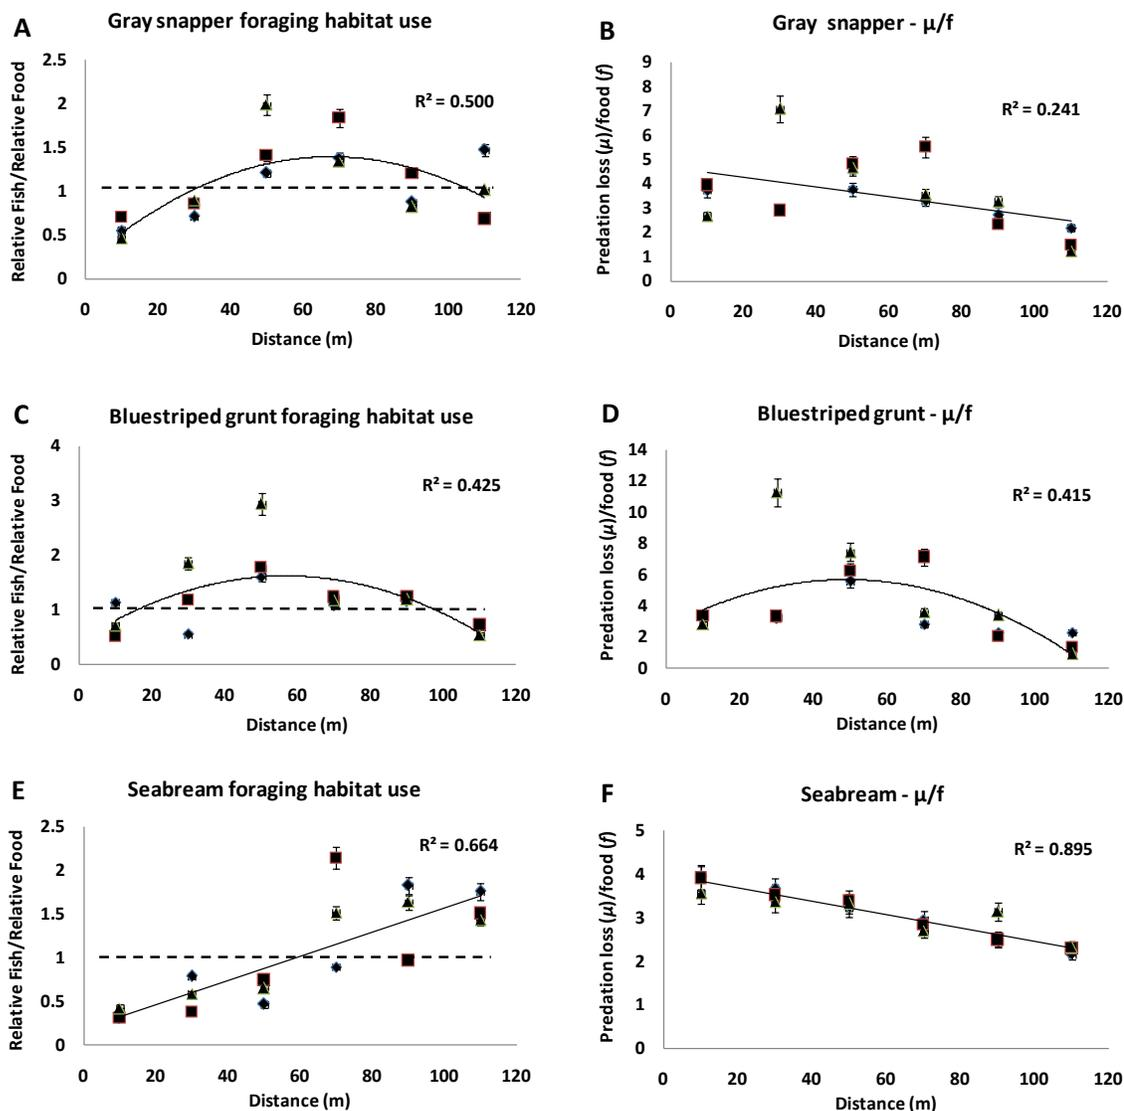 A
Gray snapper foraging habitat use
Relative Fish/Relative Food
2.5
2
1.5
1
0.5
0
R² = 0.500
0 20 40 60 80 100 120
Distance (m)
B
Gray snapper - µ/f
Predation loss (µ)/food (f)
9
8
7
6
5
4
3
2
1
0
R² = 0.241
0 20 40 60 80 100 120
Distance (m)
C
Bluestriped grunt foraging habitat use
Relative Fish/Relative Food
4
3
2
1
0
R² = 0.425
0 20 40 60 80 100 120
Distance (m)
D
Bluestriped grunt - µ/f
Predation loss (µ)/food (f)
14
12
10
8
6
4
2
0
R² = 0.415
0 20 40 60 80 100 120
Distance (m)
E
Seabream foraging habitat use
Relative Fish/Relative Food
2.5
2
1.5
1
0.5
0
R² = 0.664
0 20 40 60 80 100 120
Distance (m)
F
Seabream - µ/f
Predation loss (µ)/food (f)
5
4
3
2
1
0
R² = 0.895
0 20 40 60 80 100 120
Distance (m)